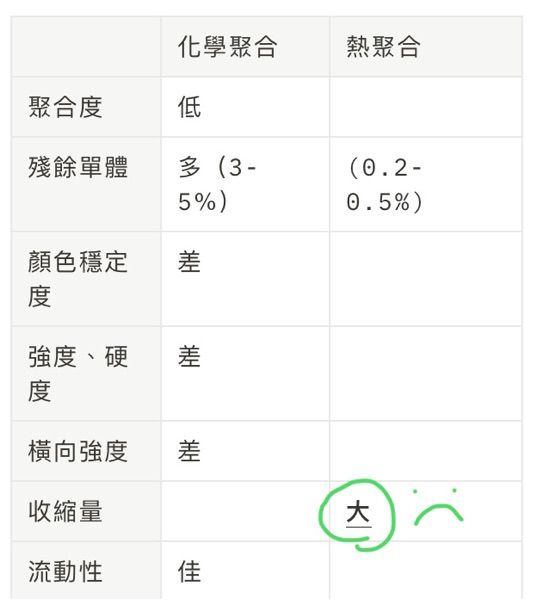 化學聚合 熱聚合
聚合度 低
殘餘單體 多 (3- (0.2-
5%) 0.5%)
顏色穩定 差
度
強度、硬 差
度
橫向強度 差
收縮量 大
流動性 佳